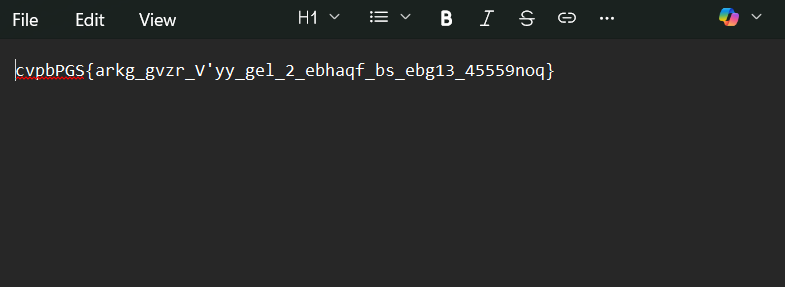 File Edit View H1 B I S ...
cvpbPGS{arkg_gvzr_V'yy_gel_2_ebhaqf_bs_ebg13_45559noq}